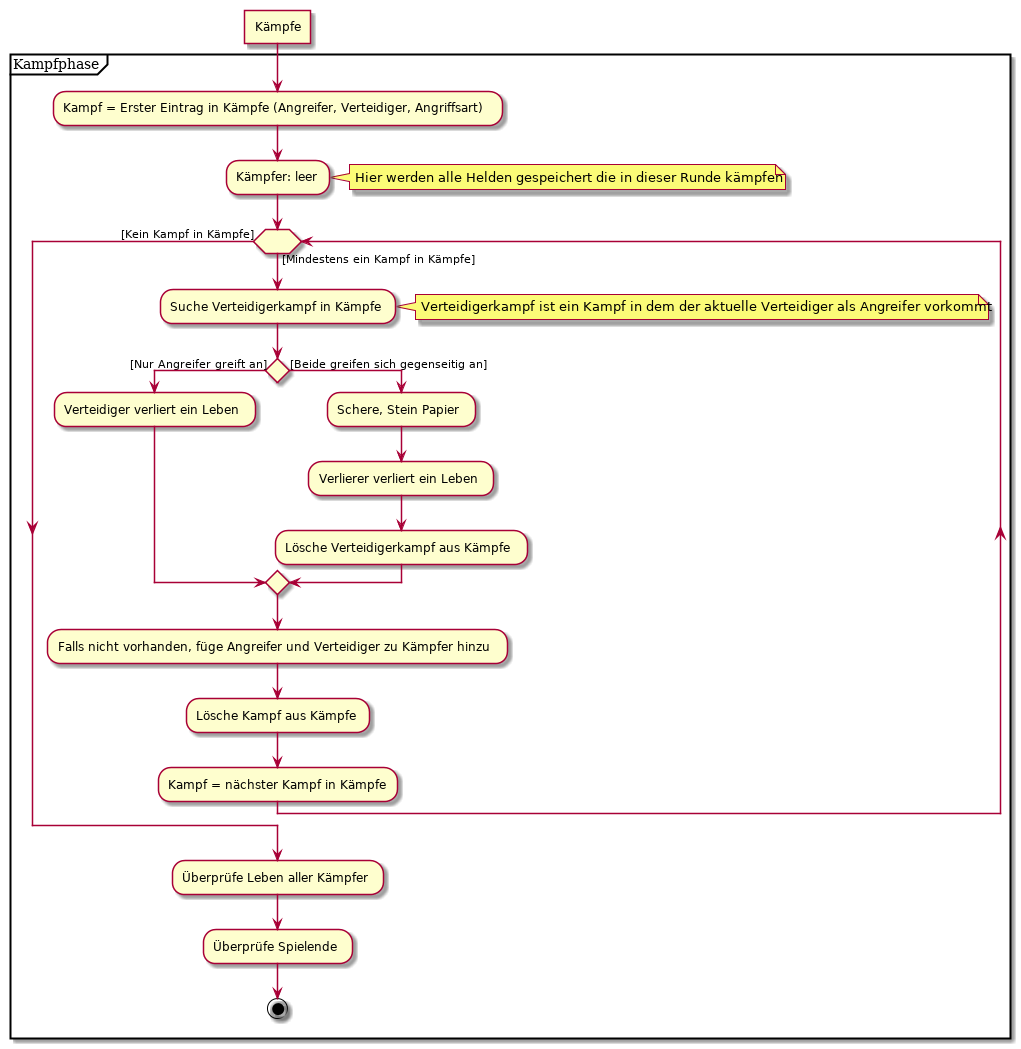 Kämpfe
Kampfphase
Kampf = Erster Eintrag in Kämpfe (Angreifer, Verteidiger, Angriffsart)
Kämpfer: leer
Hier werden alle Helden gespeichert die in dieser Runde kämpfen
[Kein Kampf in Kämpfe]
[Mindestens ein Kampf in Kämpfe]
Suche Verteidigerkampf in Kämpfe
Verteidigerkampf ist ein Kampf in dem der aktuelle Verteidiger als Angreifer vorkommt
[Nur Angreifer greift an]
[Beide greifen sich gegenseitig an]
Verteidiger verliert ein Leben
Schere, Stein Papier
Verlierer verliert ein Leben
Lösche Verteidigerkampf aus Kämpfe
Falls nicht vorhanden, füge Angreifer und Verteidiger zu Kämpfer hinzu
Lösche Kampf aus Kämpfe
Kampf = nächster Kampf in Kämpfe
Überprüfe Leben aller Kämpfer
Überprüfe Spielende